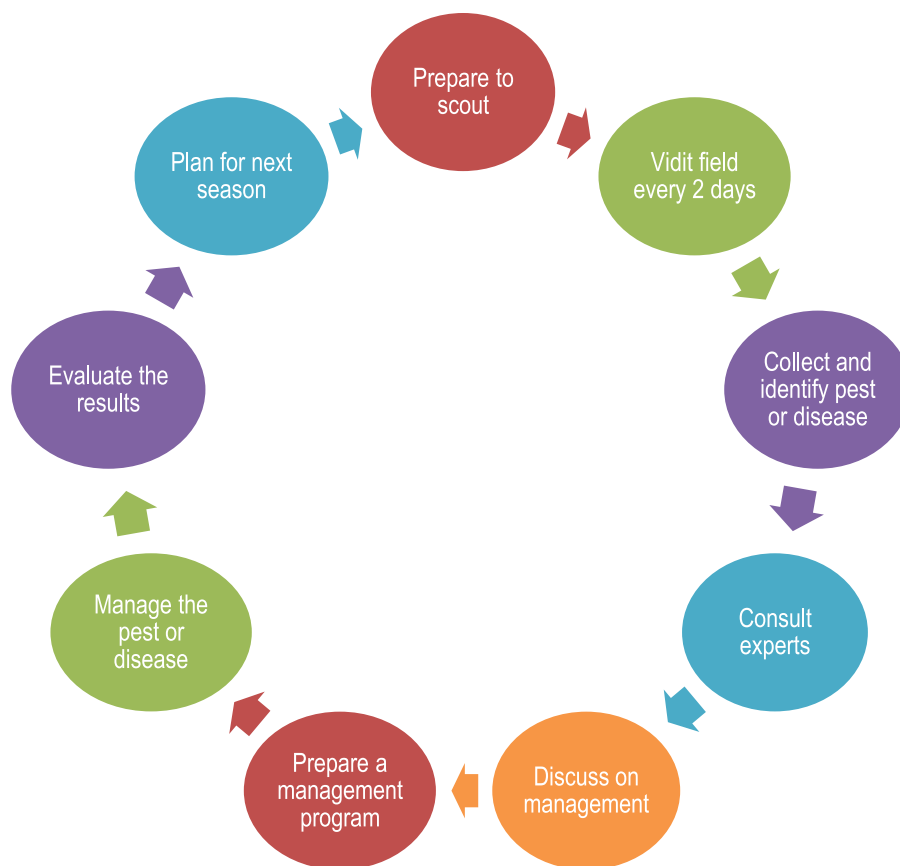 Prepare to
scout
Vidit field
every 2 days
Collect and
identify pest
or disease
Consult
experts
Discuss on
management
Prepare a
management
program
Manage the
pest or
disease
Evaluate the
results
Plan for next
season